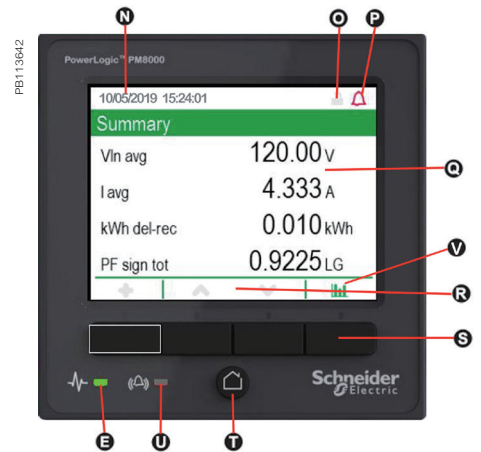 N
O
P
PB113642
PowerLogic™ PM8000
10/05/2019 15:24:01
Summary
Vln avg 120.00 V
Q
I avg 4.333 A
kWh del-rec 0.010 kWh
V
PF sign tot 0.9225 LG
R
S
Schneider
Electric
E
U
T